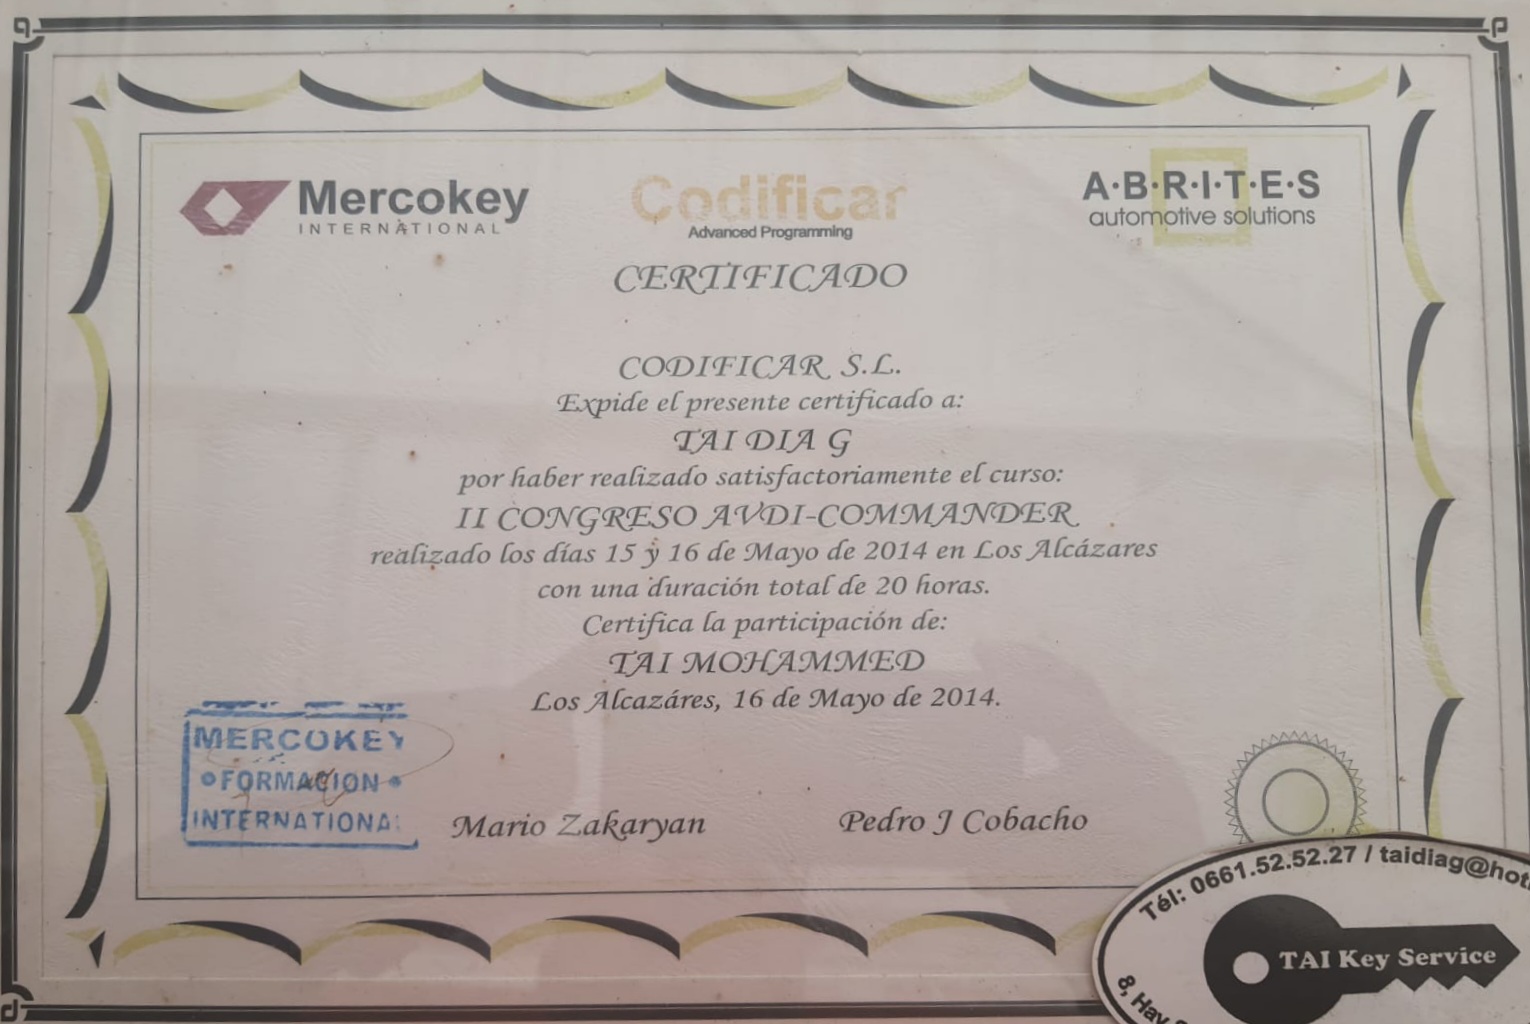 Mercokey
INTERNATIONAL
Codificar
Advanced Programming
A·B·R·I·T·E·S
automotive solutions
CERTIFICADO
CODIFICAR S.L.
Expide el presente certificado a:
TAI DIA G
por haber realizado satisfactoriamente el curso:
II CONGRESO AVDI-COMMANDER
realizado los días 15 y 16 de Mayo de 2014 en Los Alcázares
con una duración total de 20 horas.
Certifica la participación de:
TAI MOHAMMED
Los Alcazáres, 16 de Mayo de 2014.
MERCOKEY
FORMACION
INTERNATIONAL
Mario Zakaryan
Pedro J Cobacho
Tél: 0661.52.52.27 / taidiag@hot
TAI Key Service
8, Hay